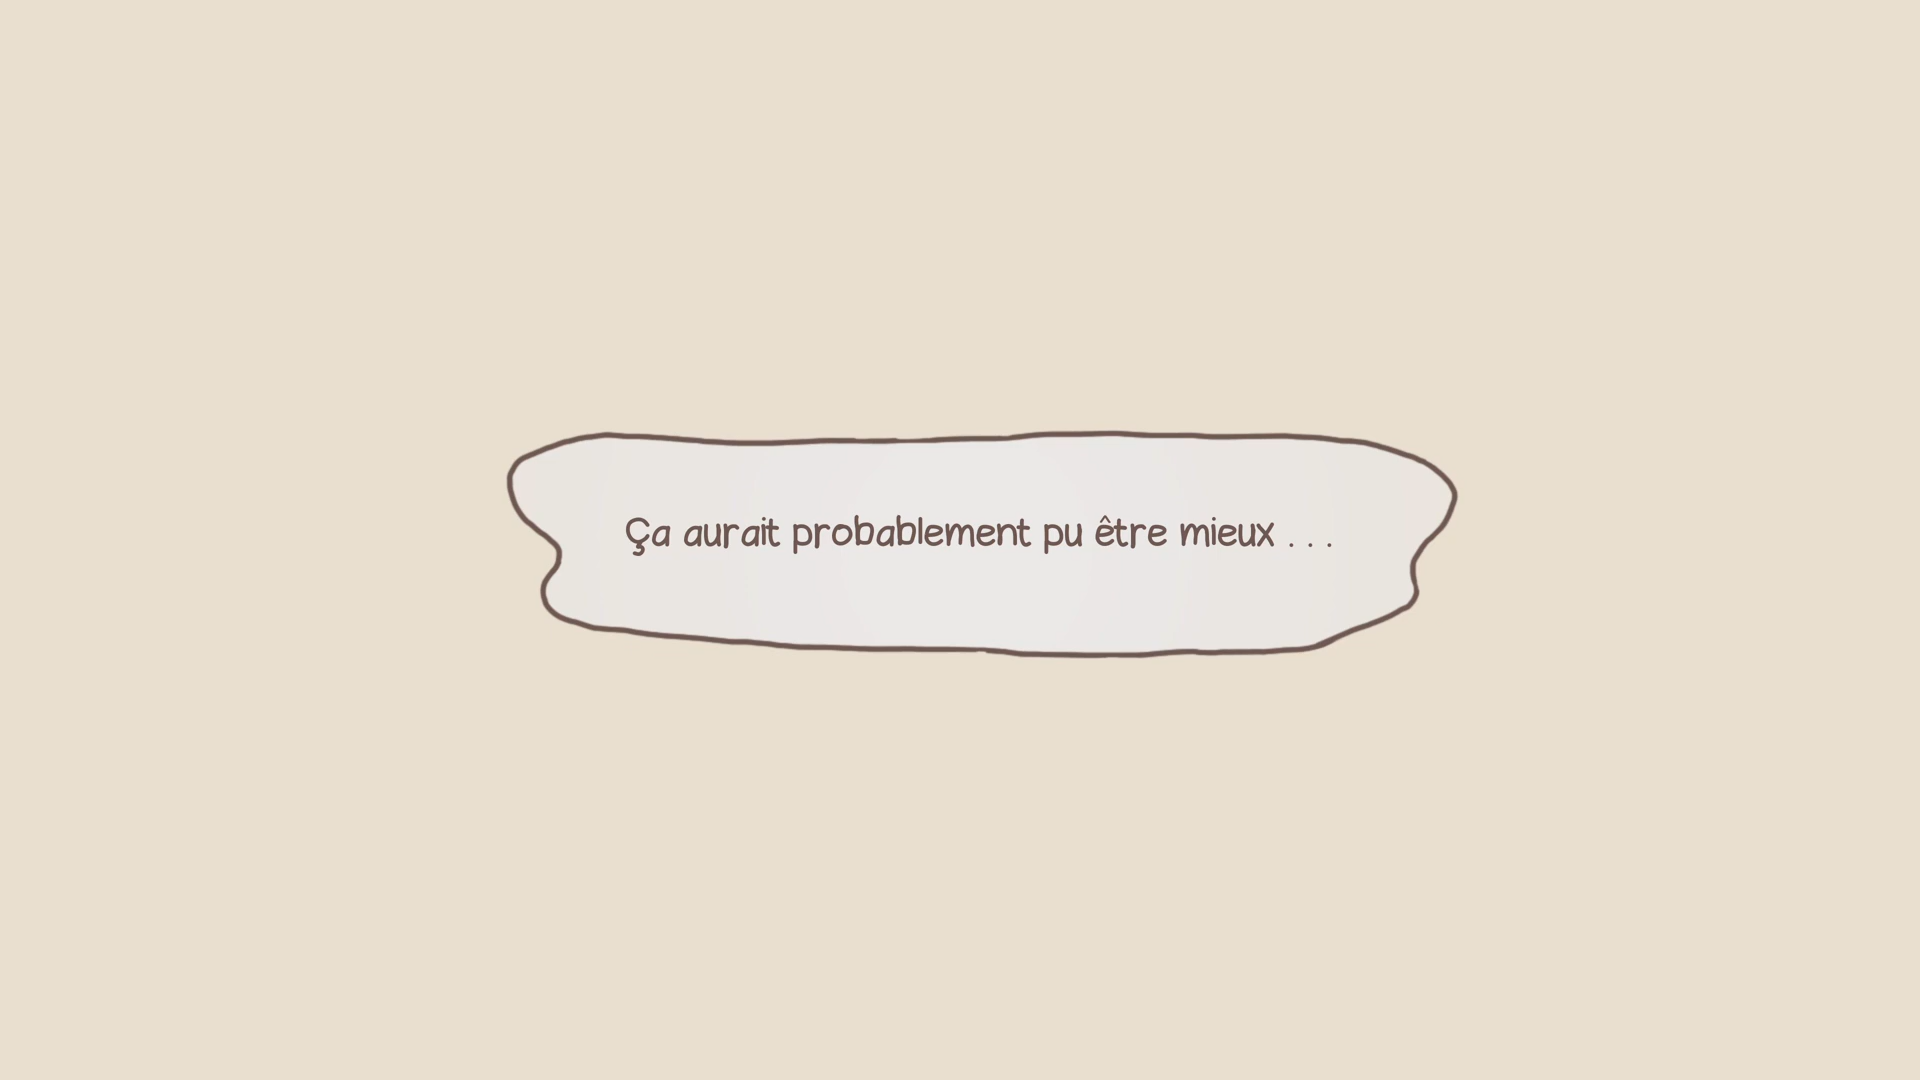 Ça aurait probablement pu être mieux . . .